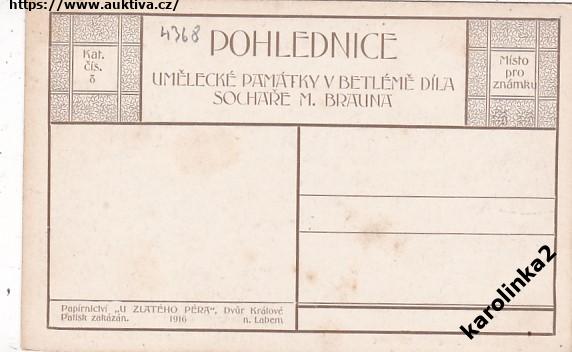 https://www.auktiva.cz/
4368
POHLEDNICE
Kat.
čís.
8
UMĚLECKÉ PAMÁTKY V BETLÉMĚ DÍLA
SOCHAŘE M. BRAUNA
Místo
pro
známku
Papírnictví „U ZLATÉHO PÉRA", Dvůr Králové
Patisk zakázán. 1916 n. Labem
karolinka2